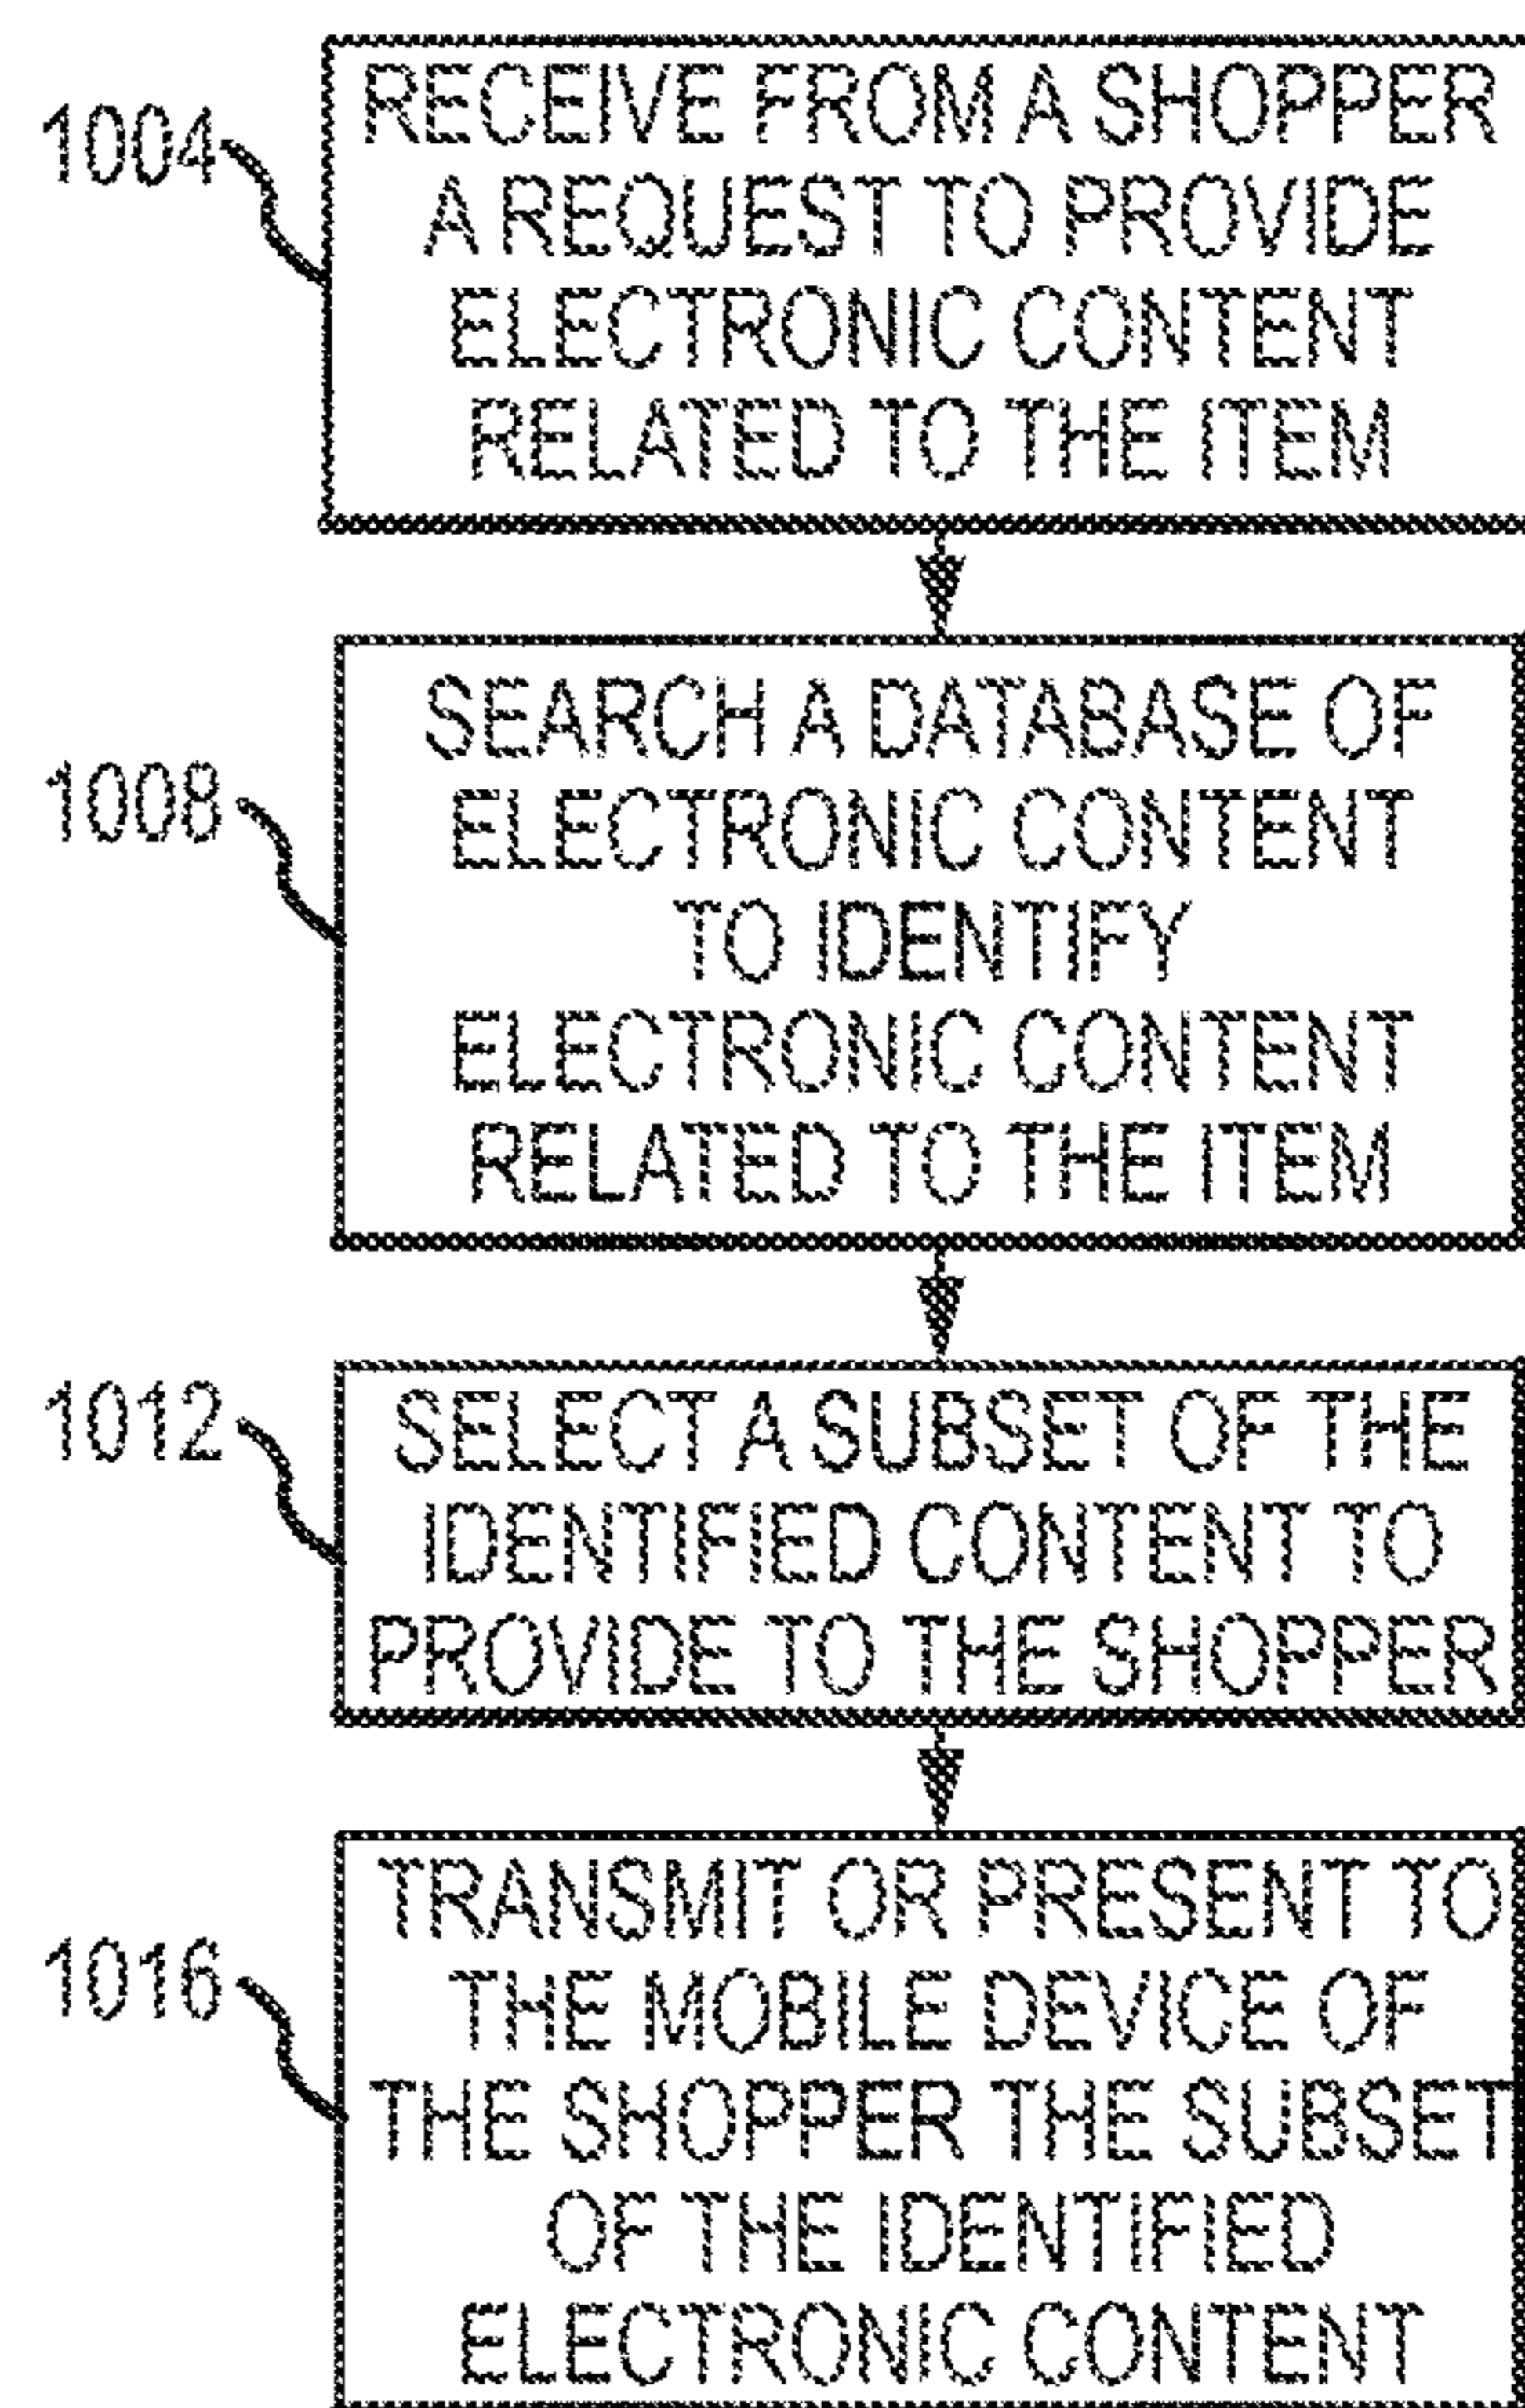 1004
RECEIVE FROM A SHOPPER
A REQUEST TO PROVIDE
ELECTRONIC CONTENT
RELATED TO THE ITEM
1008
SEARCH A DATABASE OF
ELECTRONIC CONTENT
TO IDENTIFY
ELECTRONIC CONTENT
RELATED TO THE ITEM
1012
SELECT A SUBSET OF THE
IDENTIFIED CONTENT TO
PROVIDE TO THE SHOPPER
1016
TRANSMIT OR PRESENT TO
THE MOBILE DEVICE OF
THE SHOPPER THE SUBSET
OF THE IDENTIFIED
ELECTRONIC CONTENT